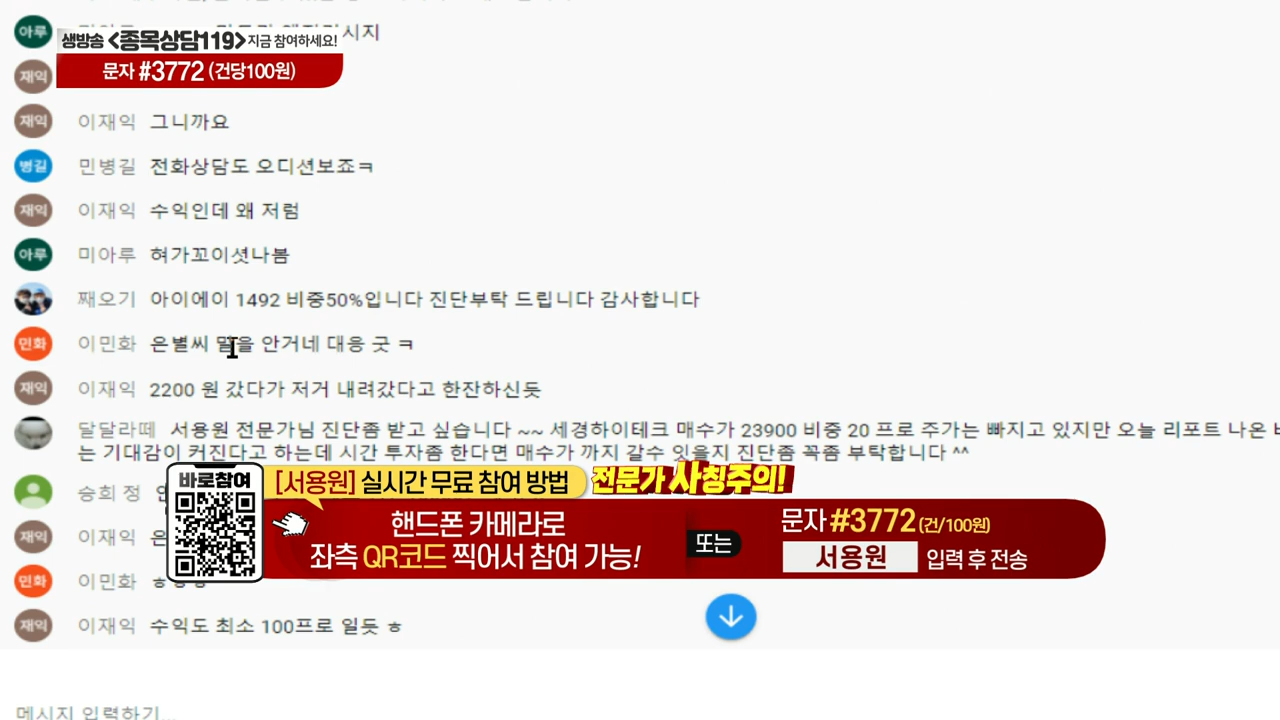 아루
시지
생방송 <종목상담119> 지금 참여하세요!
문자 #3772 (건당100원)
재익
재익 이재익 그니까요
병길 민병길 전화상담도 오디션보죠ㅋ
재익 이재익 수익인데 왜 저럼
아루 미아루 혀가꼬이셧나봄
째오기 아이에이 1492 비중50%입니다 진단부탁 드립니다 감사합니다
민화 이민화 은별씨 말을 안거네 대응 굿 ㅋ
재익 이재익 2200 원 갔다가 저거 내려갔다고 한잔하신듯
달달라떼 서용원 전문가님 진단좀 받고 싶습니다 ~~ 세경하이테크 매수가 23900 비중 20 프로 주가는 빠지고 있지만 오늘 리포트 나온
는 기대감이 커진다고 하는데 시간 투자좀 한다면 매수가 까지 갈수 잇을지 진단좀 꼭좀 부탁합니다 ^^
바로참여
[서용원] 실시간 무료 참여 방법
전문가 사칭주의!
승희 정
핸드폰 카메라로
좌측 QR코드 찍어서 참여 가능!
또는
문자 #3772 (건/100원)
서용원 입력 후 전송
재익 이재익 은
민화 이민화
재익 이재익 수익도 최소 100프로 일듯 ㅎ
메시지 입력하기...